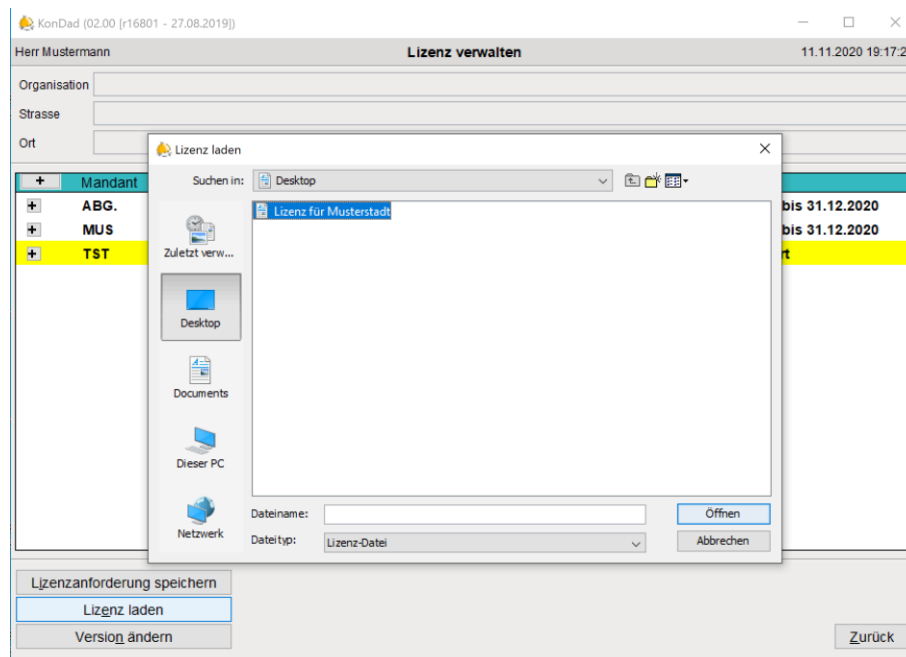 KonDad (02.00 [r16801 - 27.08.2019])
Herr Mustermann Lizenz verwalten 11.11.2020 19:17:2
Organisation
Strasse
Ort
Lizenz laden
Suchen in: Desktop
+ Mandant
+ ABG. bis 31.12.2020
+ MUS bis 31.12.2020
+ TST rt
Lizenz für Musterstadt
Zuletzt verw...
Desktop
Documents
Dieser PC
Netzwerk
Dateiname: Öffnen
Dateityp: Lizenz-Datei Abbrechen
Lizenzanforderung speichern
Lizenz laden
Version ändern Zurück